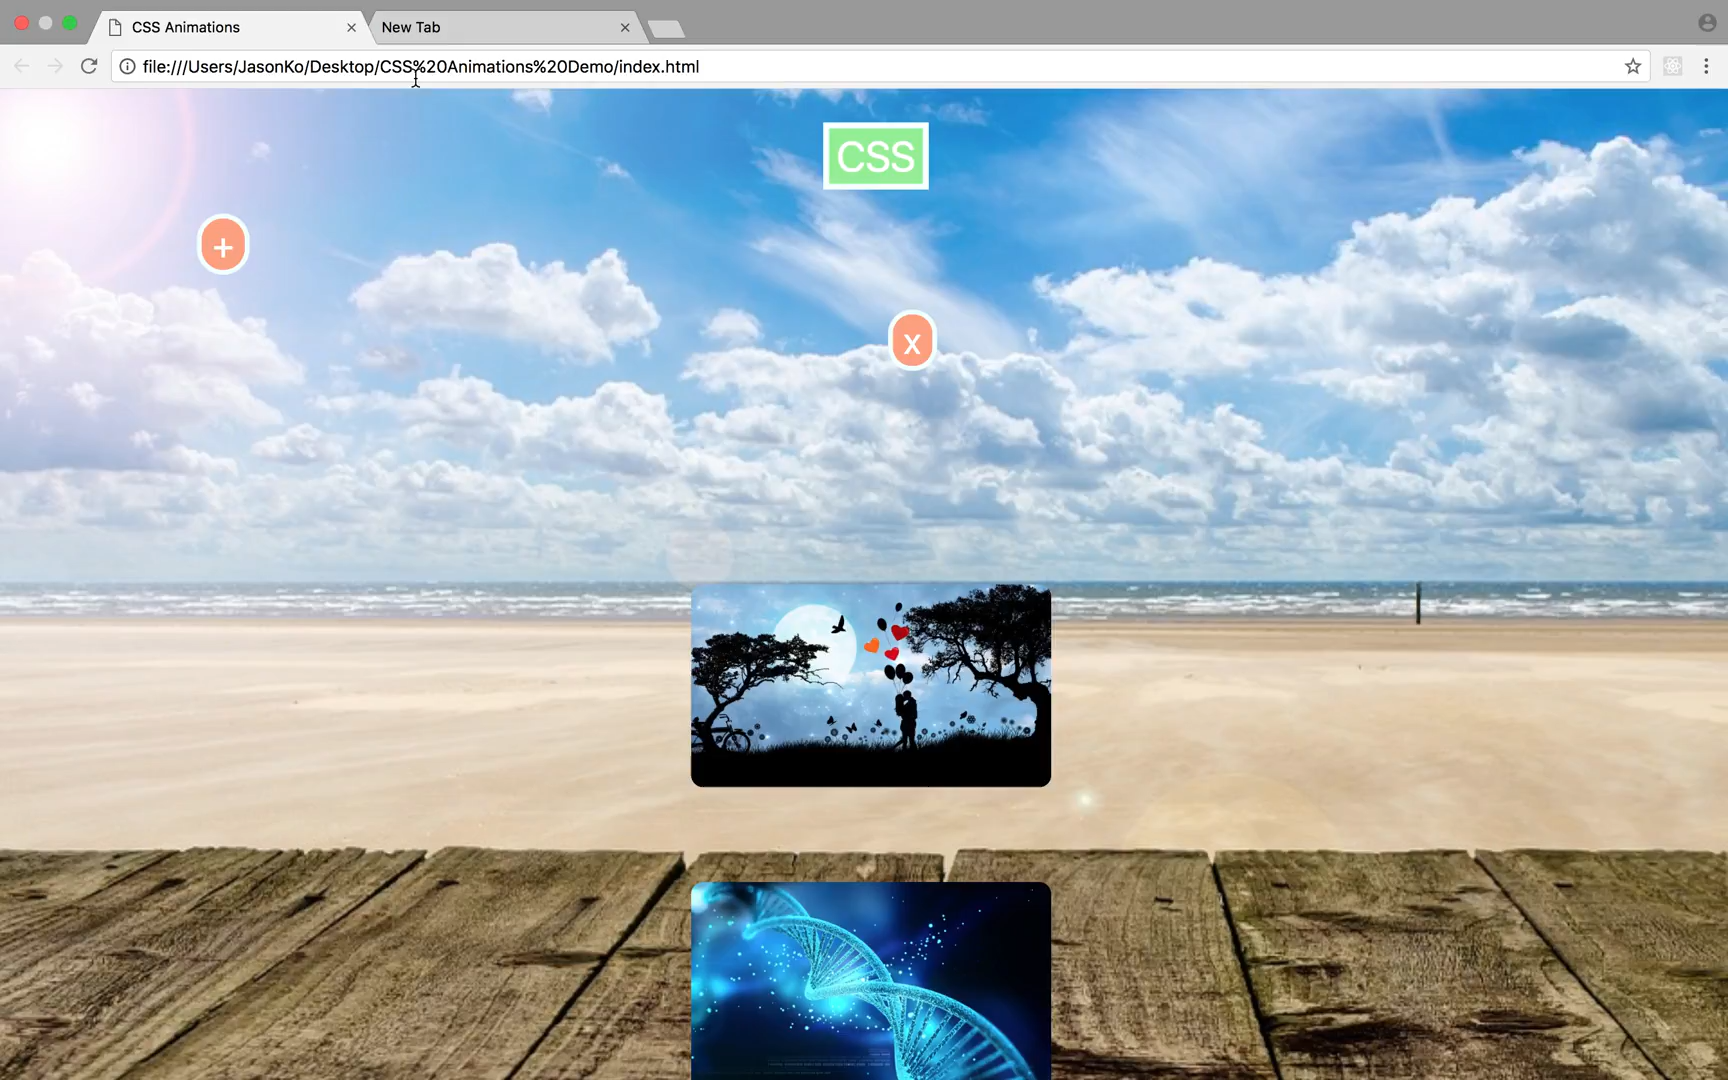 CSS Animations
New Tab
file:///Users/JasonKo/Desktop/CSS%20Animations%20Demo/index.html
CSS
+
x